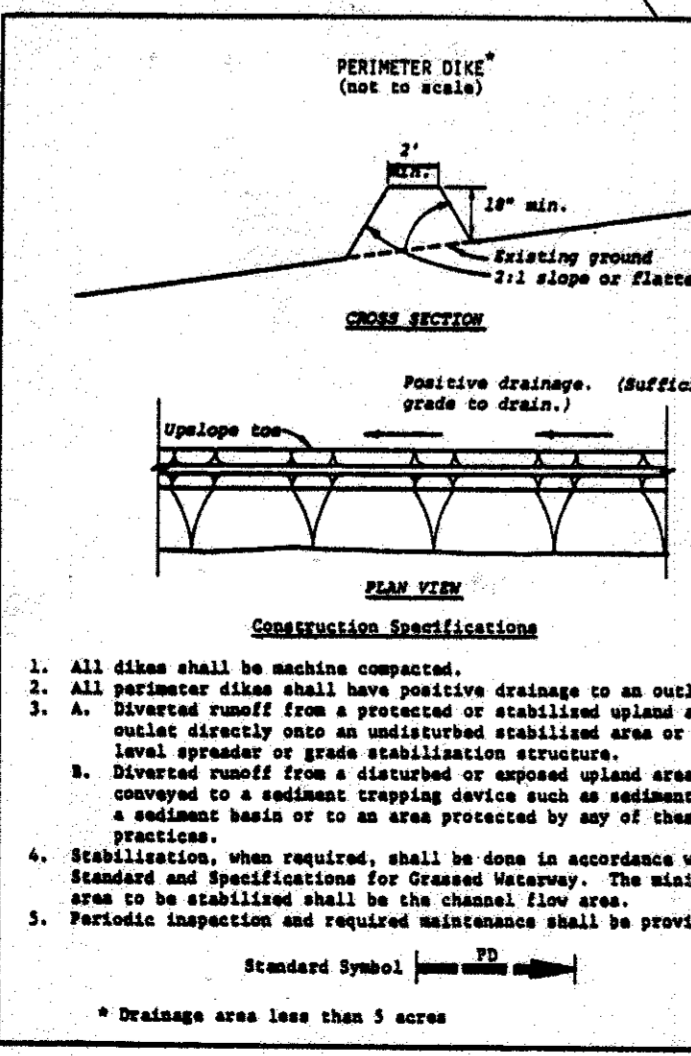 PERIMETER DIKE*
(not to scale)
2'
min.
18" min.
Existing ground
2:1 slope or flatte
CROSS SECTION
Positive drainage. (Suffic
grade to drain.)
Upslope toe
PLAN VIEW
Construction Specifications
1. All dikes shall be machine compacted.
2. All perimeter dikes shall have positive drainage to an outl
3. A. Diverted runoff from a protected or stabilized upland a
outlet directly onto an undisturbed stabilized area or
level spreader or grade stabilization structure.
B. Diverted runoff from a disturbed or exposed upland area
conveyed to a sediment trapping device such as sediment
a sediment basin or to an area protected by any of thes
practices.
4. Stabilization, when required, shall be done in accordance w
Standard and Specifications for Grassed Waterway. The mini
area to be stabilized shall be the channel flow area.
5. Periodic inspection and required maintenance shall be provi
Standard Symbol PD
* Drainage area less than 5 acres